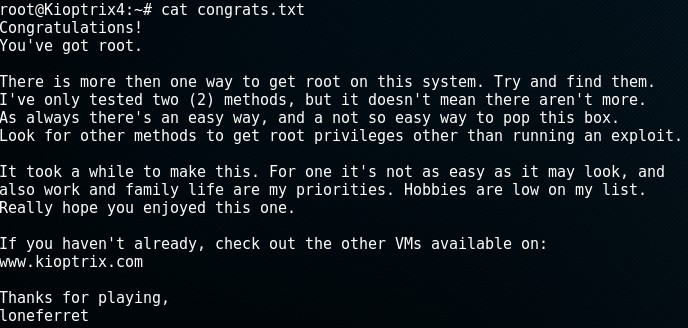 root@Kioptrix4:~# cat congrats.txt
Congratulations!
You've got root.

There is more then one way to get root on this system. Try and find them.
I've only tested two (2) methods, but it doesn't mean there aren't more.
As always there's an easy way, and a not so easy way to pop this box.
Look for other methods to get root privileges other than running an exploit.

It took a while to make this. For one it's not as easy as it may look, and
also work and family life are my priorities. Hobbies are low on my list.
Really hope you enjoyed this one.

If you haven't already, check out the other VMs available on:
www.kioptrix.com

Thanks for playing,
loneferret